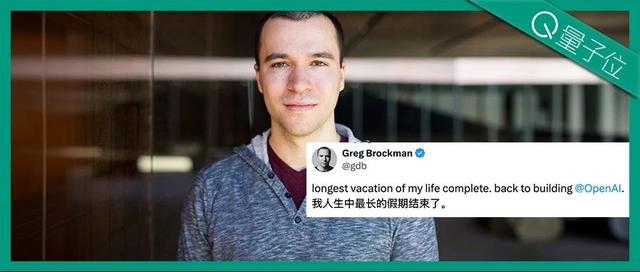 量子位
Greg Brockman
@gdb
longest vacation of my life complete. back to building @OpenAI.
我人生中最长的假期结束了。